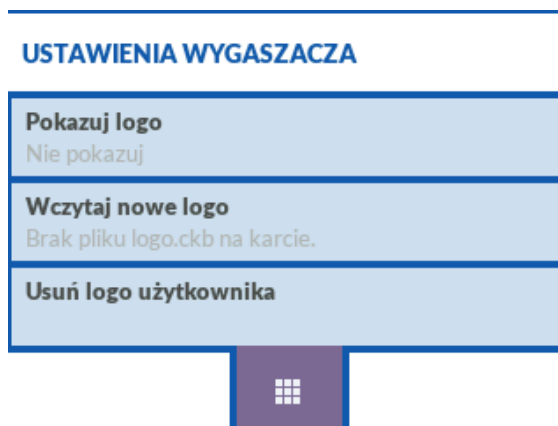 USTAWIENIA WYGASZACZA
Pokazuj logo
Nie pokazuj
Wczytaj nowe logo
Brak pliku logo.ckb na karcie.
Usuń logo użytkownika